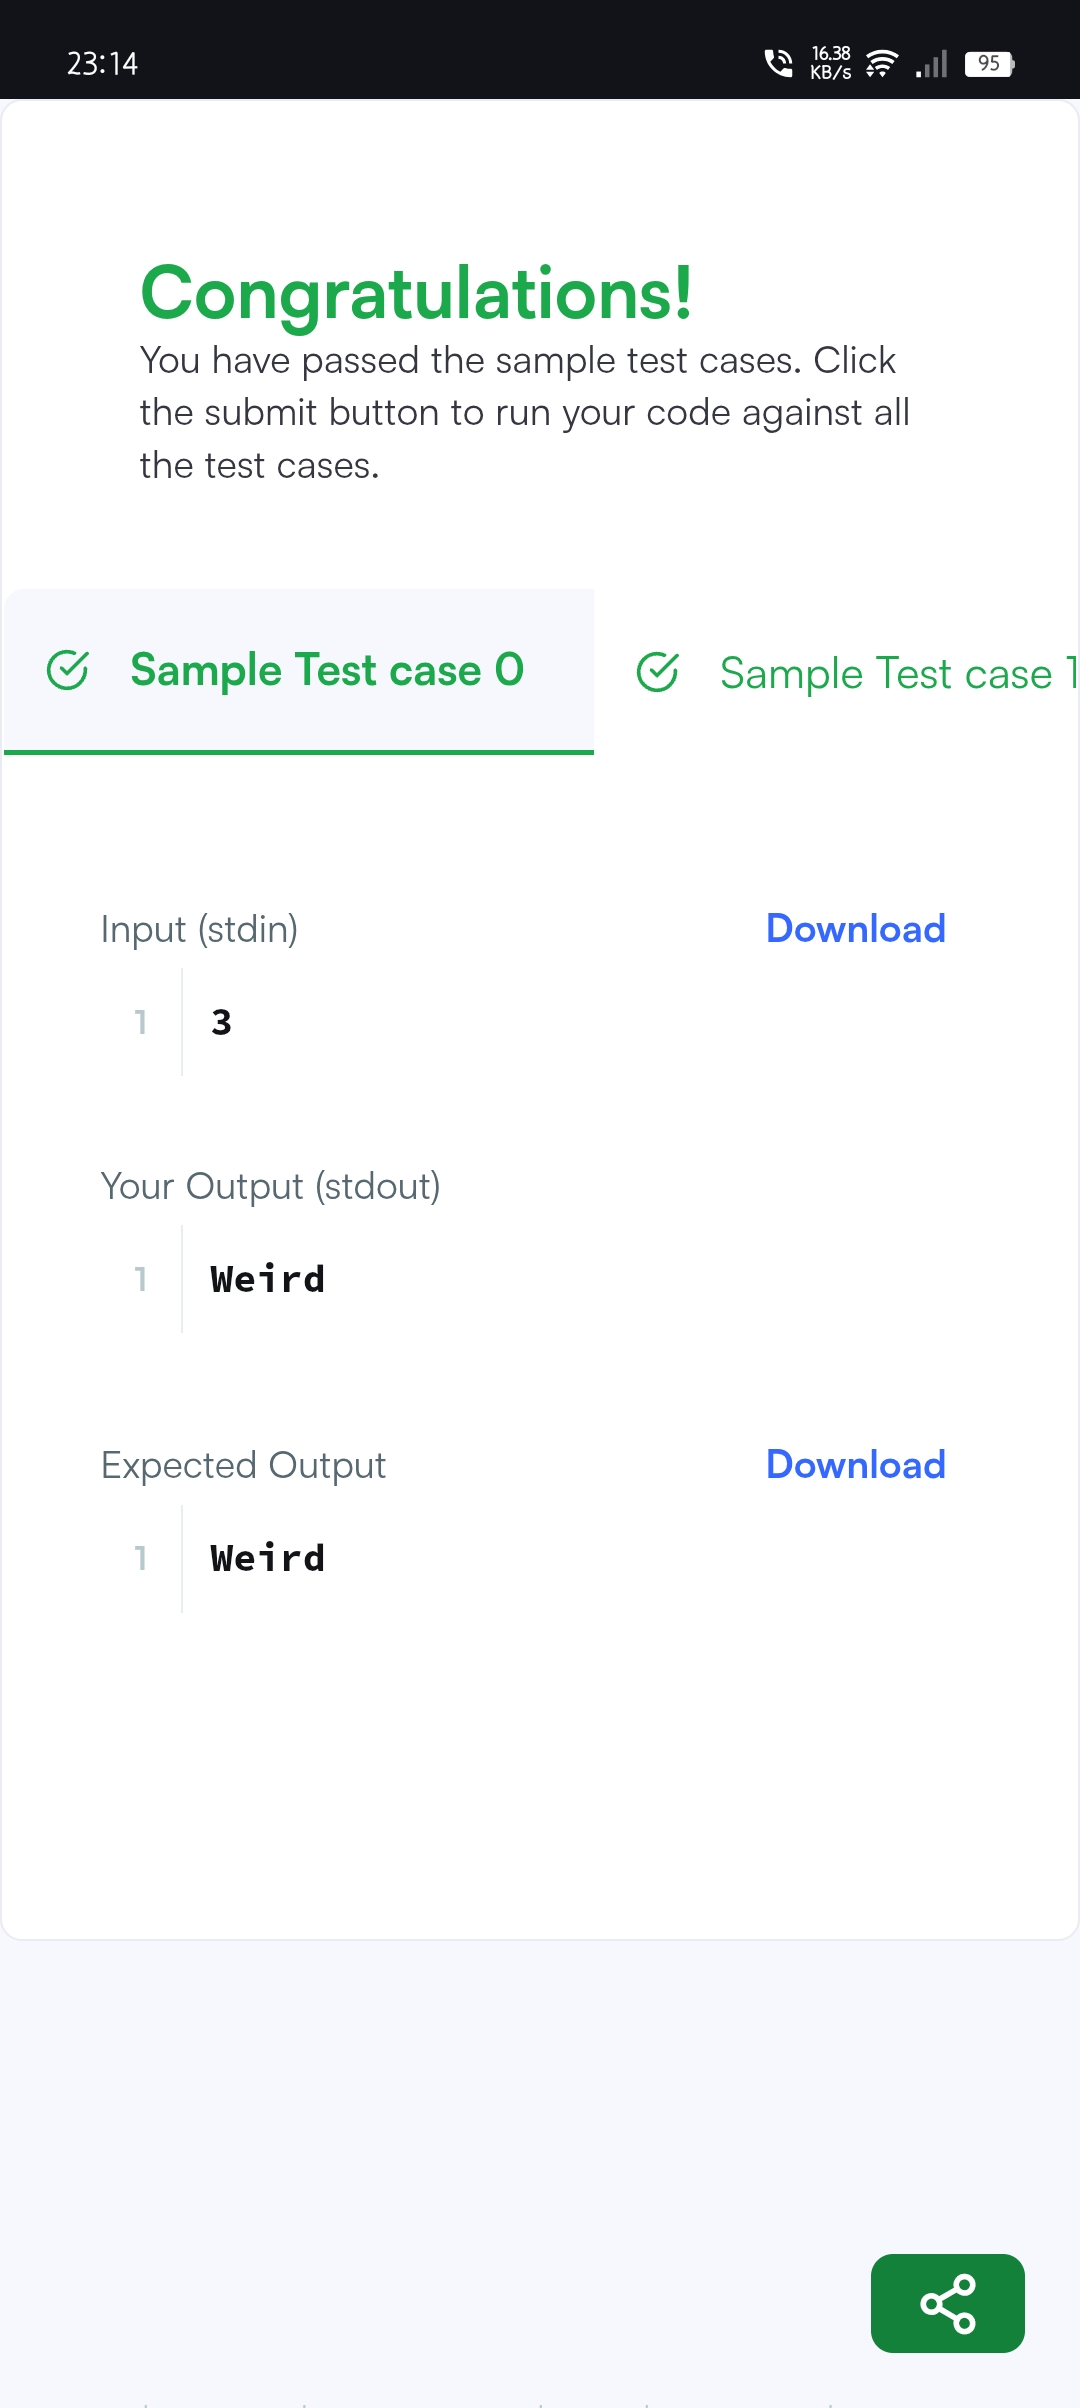 23:14
16.38
KB/s
95
Congratulations!
You have passed the sample test cases. Click
the submit button to run your code against all
the test cases.
Sample Test case 0
Sample Test case 1
Input (stdin)
Download
1
3
Your Output (stdout)
1
Weird
Expected Output
Download
1
Weird